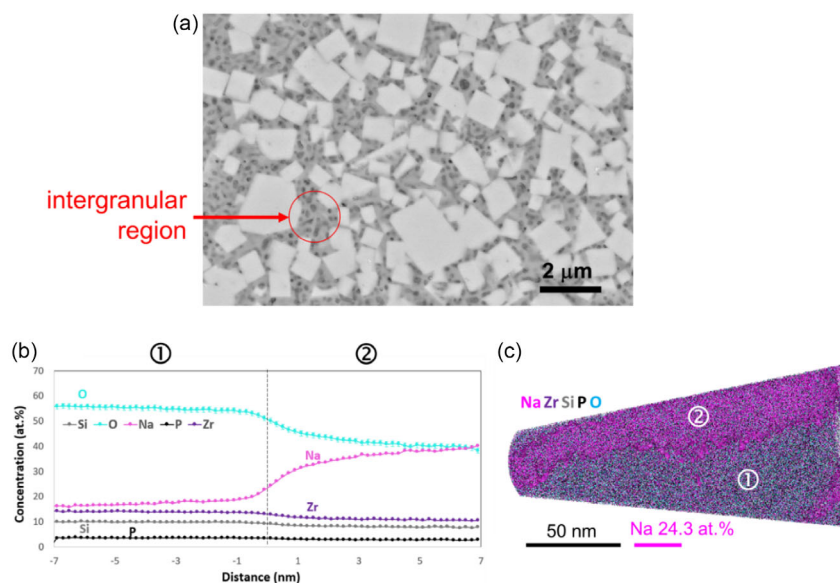 (a)
intergranular
region
2 μm
(b)
①
②
Concentration (at.%)
70
60
50
40
30
20
10
0
O
Si O Na P Zr
Na
Zr
Si
P
-7 -5 -3 -1 1 3 5 7
Distance (nm)
(c)
Na Zr Si P O
②
①
50 nm
Na 24.3 at.%